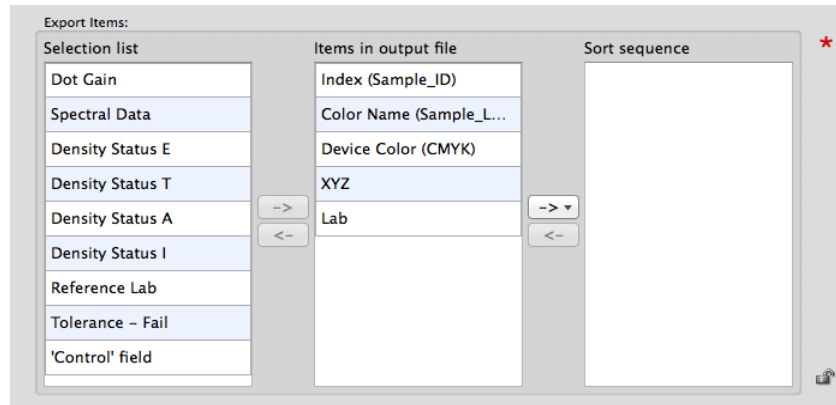 Export Items:
Selection list
Items in output file
Sort sequence
*
Dot Gain
Spectral Data
Density Status E
Density Status T
Density Status A
Density Status I
Reference Lab
Tolerance – Fail
'Control' field
->
<-
Index (Sample_ID)
Color Name (Sample_L...
Device Color (CMYK)
XYZ
Lab
->
<-